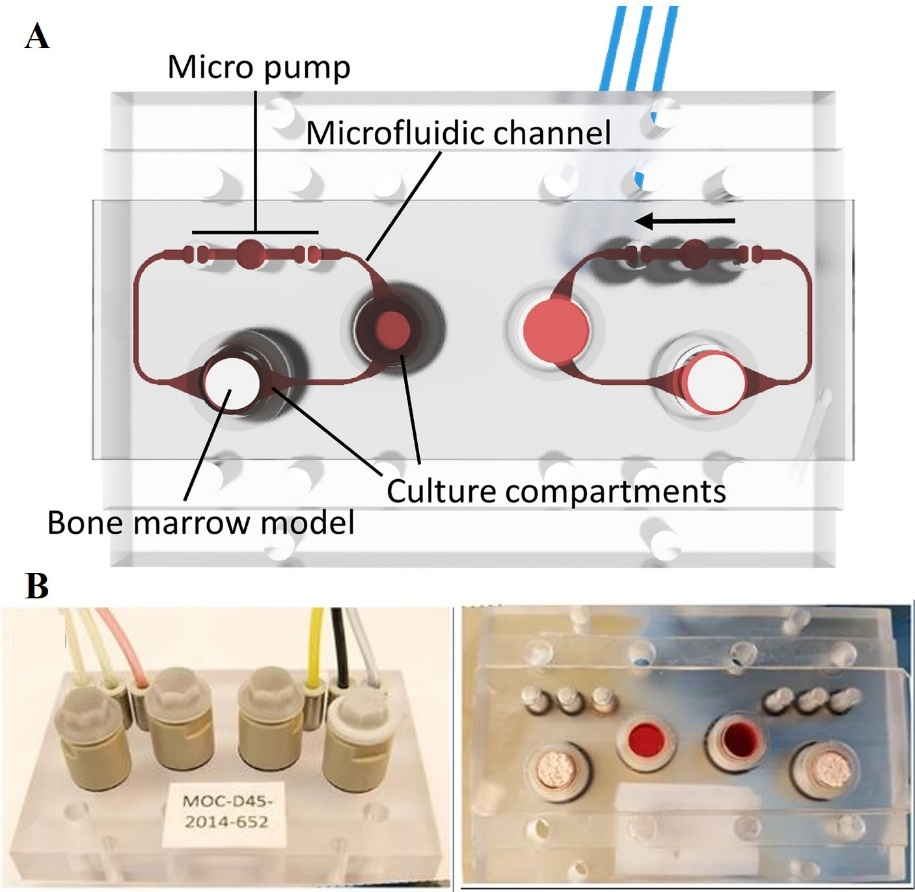 A
Micro pump
Microfluidic channel
Culture compartments
Bone marrow model
B
MOC-D45-
2014-652